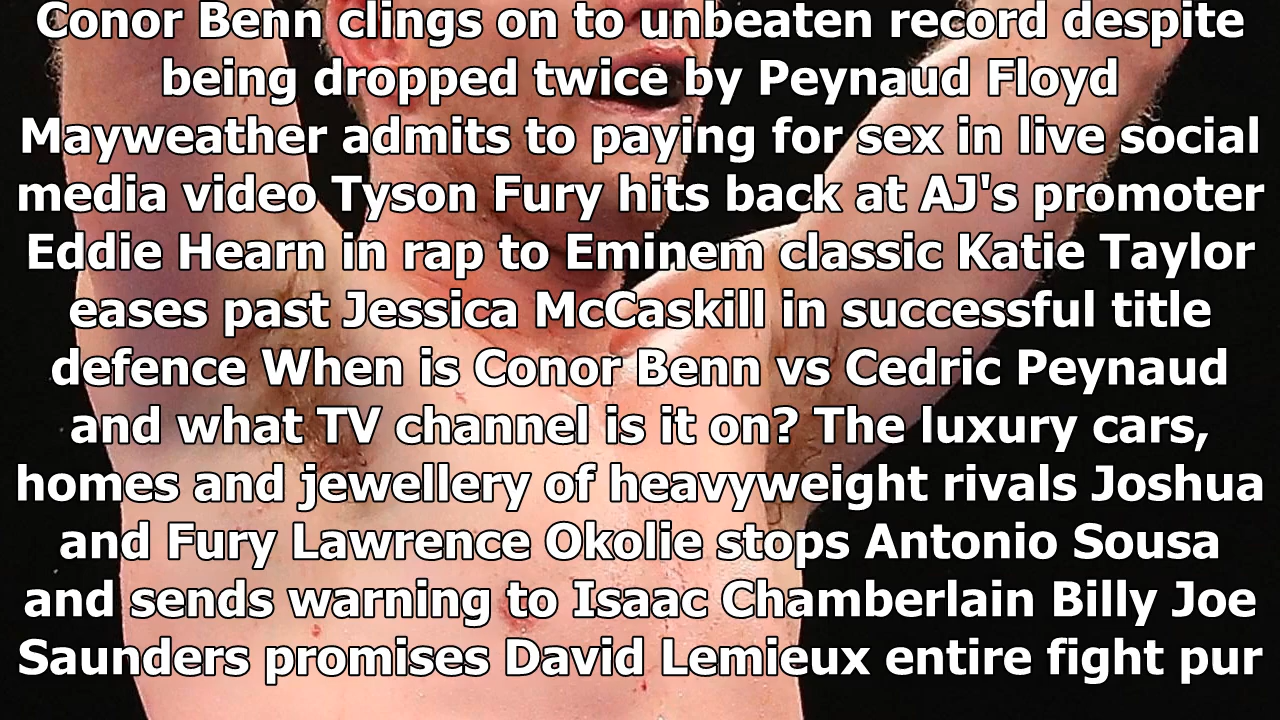 Conor Benn clings on to unbeaten record despite
being dropped twice by Peynaud Floyd
Mayweather admits to paying for sex in live social
media video Tyson Fury hits back at AJ's promoter
Eddie Hearn in rap to Eminem classic Katie Taylor
eases past Jessica McCaskill in successful title
defence When is Conor Benn vs Cedric Peynaud
and what TV channel is it on? The luxury cars,
homes and jewellery of heavyweight rivals Joshua
and Fury Lawrence Okolie stops Antonio Sousa
and sends warning to Isaac Chamberlain Billy Joe
Saunders promises David Lemieux entire fight pur